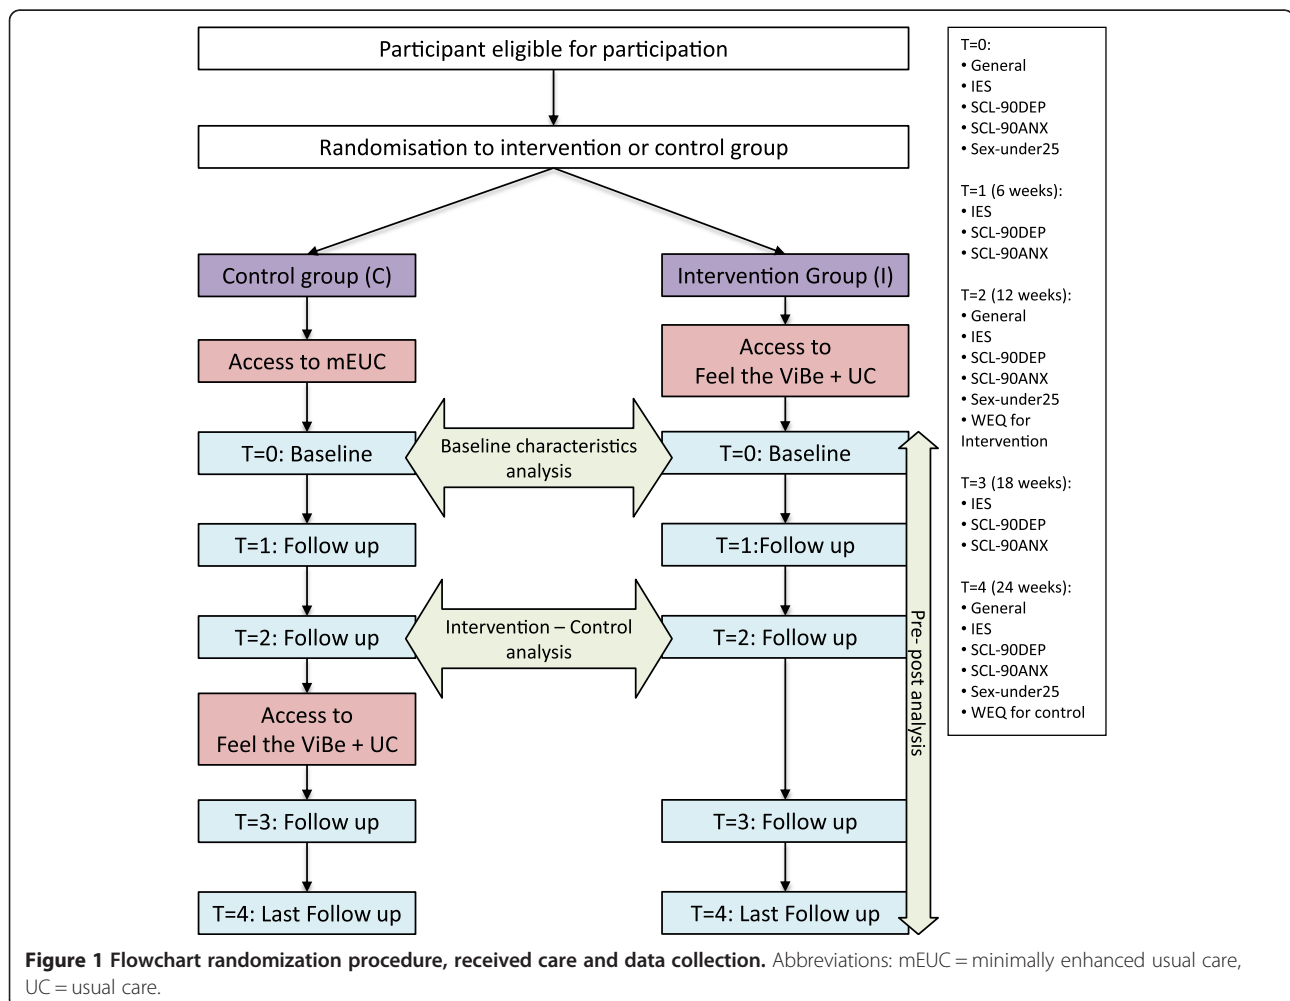 Participant eligible for participation
Randomisation to intervention or control group
Control group (C)
Access to mEUC
T=0: Baseline
T=1: Follow up
T=2: Follow up
Access to
Feel the ViBe + UC
T=3: Follow up
T=4: Last Follow up
Baseline characteristics
analysis
Intervention – Control
analysis
Intervention Group (I)
Access to
Feel the ViBe + UC
T=0: Baseline
T=1:Follow up
T=2: Follow up
T=3: Follow up
T=4: Last Follow up
Pre- post analysis
T=0:
• General
• IES
• SCL-90DEP
• SCL-90ANX
• Sex-under25
T=1 (6 weeks):
• IES
• SCL-90DEP
• SCL-90ANX
T=2 (12 weeks):
• General
• IES
• SCL-90DEP
• SCL-90ANX
• Sex-under25
• WEQ for
Intervention
T=3 (18 weeks):
• IES
• SCL-90DEP
• SCL-90ANX
T=4 (24 weeks):
• General
• IES
• SCL-90DEP
• SCL-90ANX
• Sex-under25
• WEQ for control
Figure 1 Flowchart randomization procedure, received care and data collection. Abbreviations: mEUC = minimally enhanced usual care,
UC = usual care.